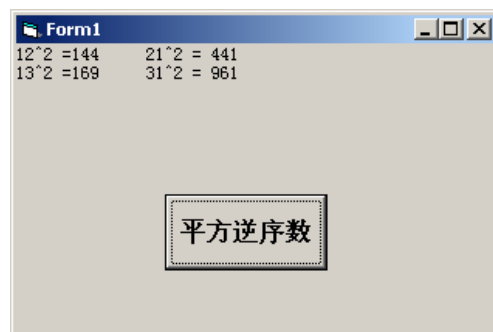 Form1
12^2 =144 21^2 = 441
13^2 =169 31^2 = 961
平方逆序数